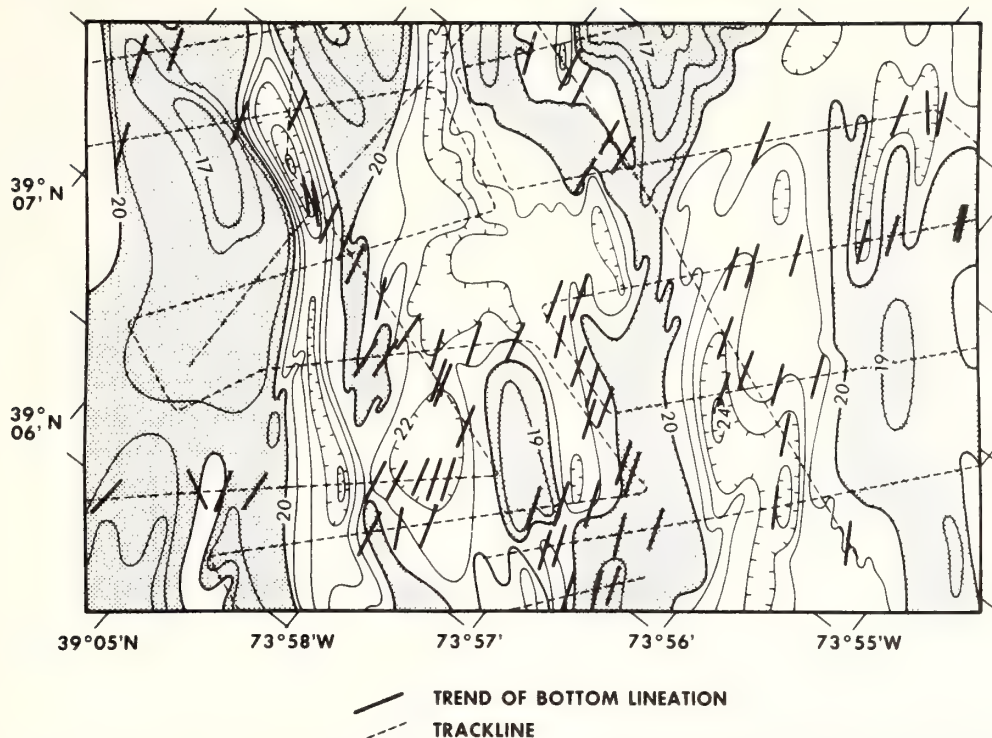 17
17
20
20
39° N
07'
19
22
19
24
20
20
20
39° N
06'
39°05'N 73°58'W 73°57' 73°56' 73°55'W
TREND OF BOTTOM LINEATION
TRACKLINE